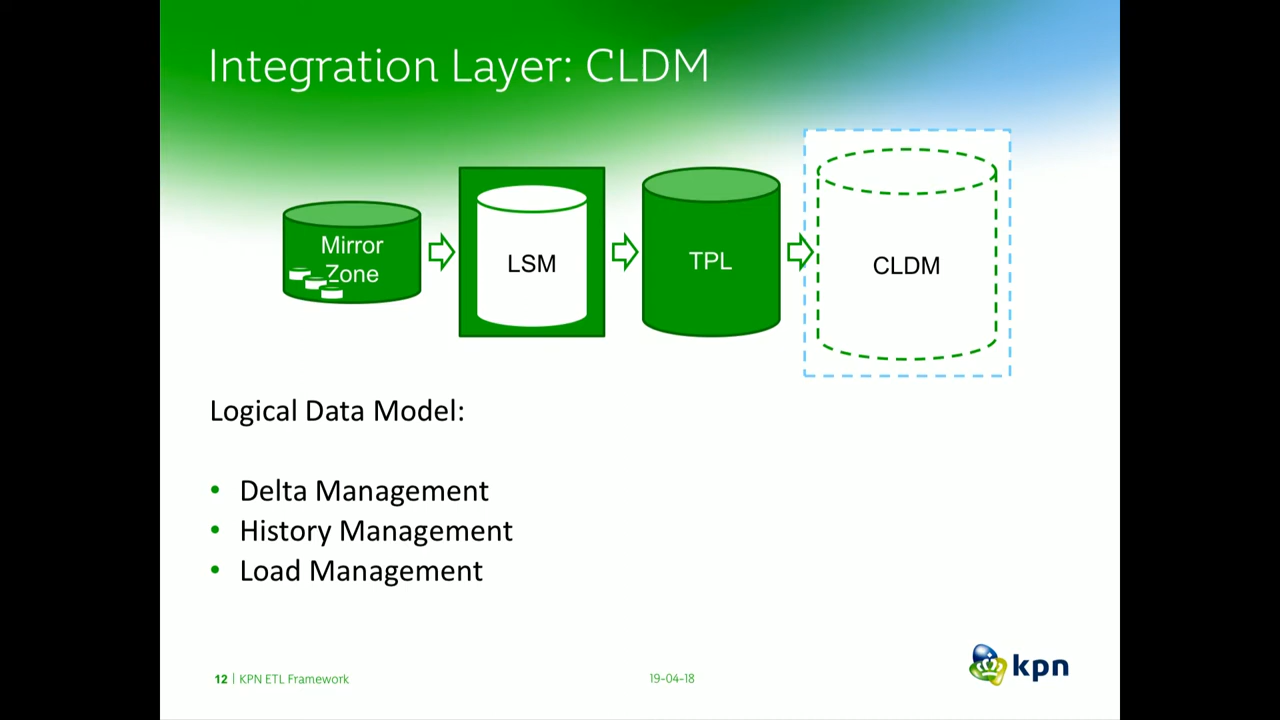 Integration Layer: CLDM
Mirror
Zone
LSM
TPL
CLDM
Logical Data Model:
• Delta Management
• History Management
• Load Management
12 | KPN ETL Framework
19-04-18
kpn